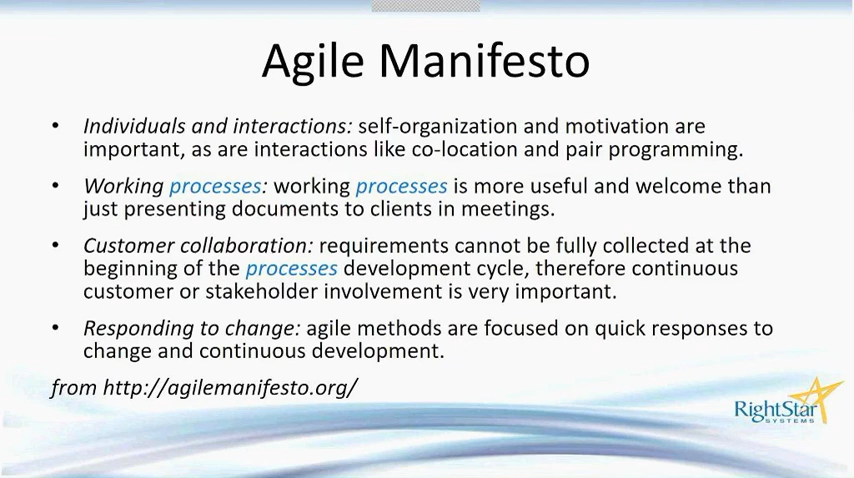 Agile Manifesto
• Individuals and interactions: self-organization and motivation are
important, as are interactions like co-location and pair programming.
• Working processes: working processes is more useful and welcome than
just presenting documents to clients in meetings.
• Customer collaboration: requirements cannot be fully collected at the
beginning of the processes development cycle, therefore continuous
customer or stakeholder involvement is very important.
• Responding to change: agile methods are focused on quick responses to
change and continuous development.
from http://agilemanifesto.org/
RightStar
SYSTEMS